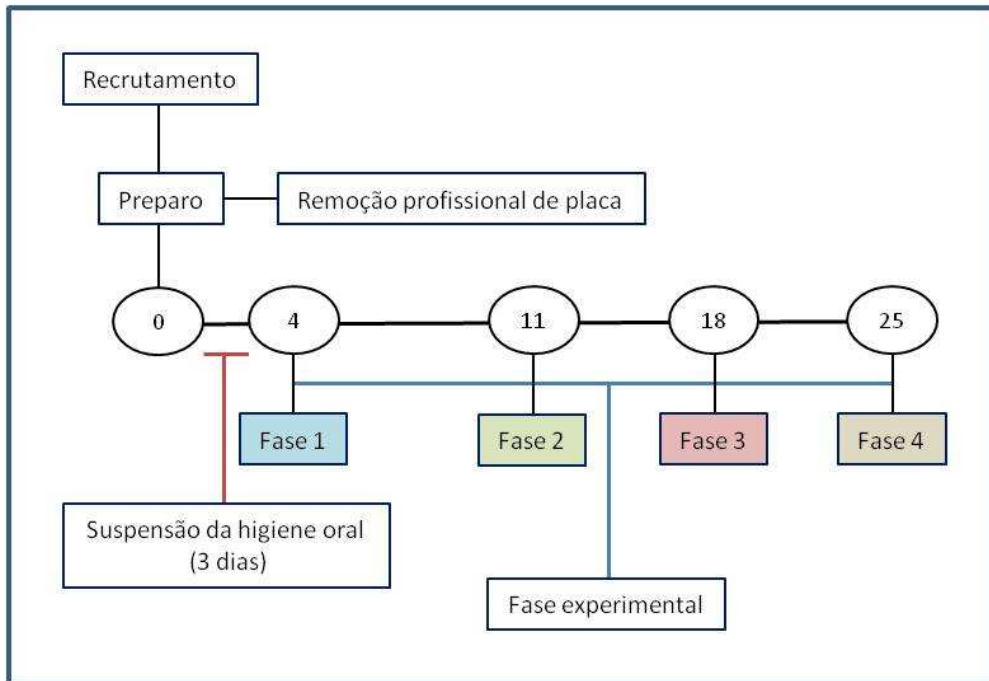 Recrutamento
Preparo
Remoção profissional de placa
0
4
11
18
25
Fase 1
Fase 2
Fase 3
Fase 4
Suspensão da higiene oral
(3 dias)
Fase experimental